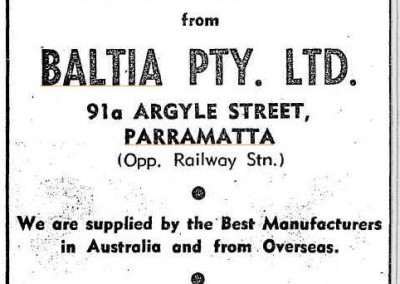 from
BALTIA PTY. LTD.
91a ARGYLE STREET,
PARRAMATTA
(Opp. Railway Stn.)
We are supplied by the Best Manufacturers
in Australia and from Overseas.